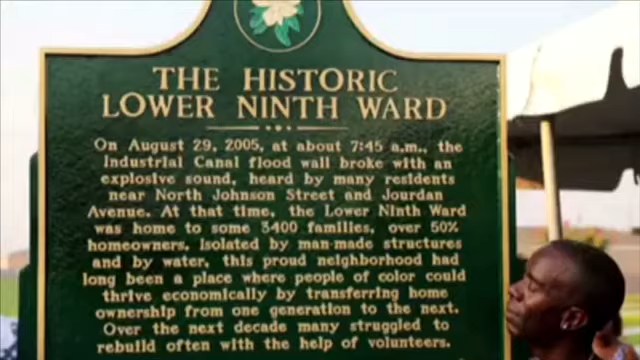 THE HISTORIC
LOWER NINTH WARD
On August 29, 2005, at about 7:45 a.m., the
Industrial Canal flood wall broke with an
explosive sound, heard by many residents
near North Johnson Street and Jourdan
Avenue. At that time, the Lower Ninth Ward
was home to some 3400 families, over 50%
homeowners. Isolated by man-made structures
and by water, this proud neighborhood had
long been a place where people of color could
thrive economically by transferring home
ownership from one generation to the next.
Over the next decade many struggled to
rebuild often with the help of volunteers.